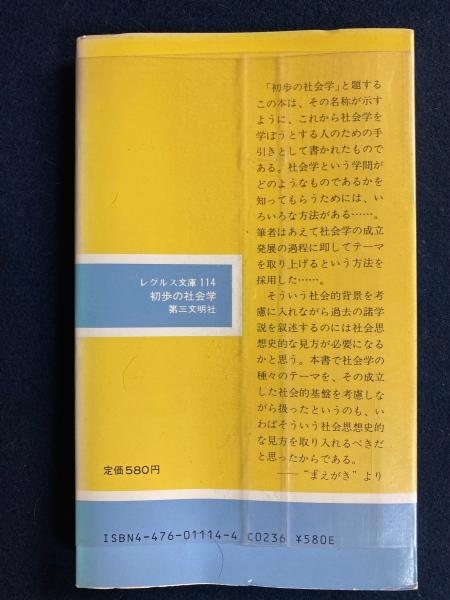 「初歩の社会学」と題する
この本は、その名称が示す
ように、これから社会学を
学ぼうとする人のための手
引きとして書かれたもので
ある。社会学という学問が
どのようなものであるかを
知ってもらうためには、い
ろいろな方法がある……。
筆者はあえて社会学の成立
発展の過程に即してテーマ
を取り上げるという方法を
採用した……。
そういう社会的背景を考
慮に入れながら過去の諸学
説を叙述するのには社会思
想史的な見方が必要になる
かと思う。本書で社会学の
種々のテーマを、その成立
した社会的基盤を考慮しな
がら扱ったというのも、い
わばそういう社会思想史的
な見方を取り入れるべきだ
と思ったからである。
——“まえがき”より
レグルス文庫 114
初歩の社会学
第三文明社
定価580円
ISBN4-476-01114-4 C0236 ¥580E